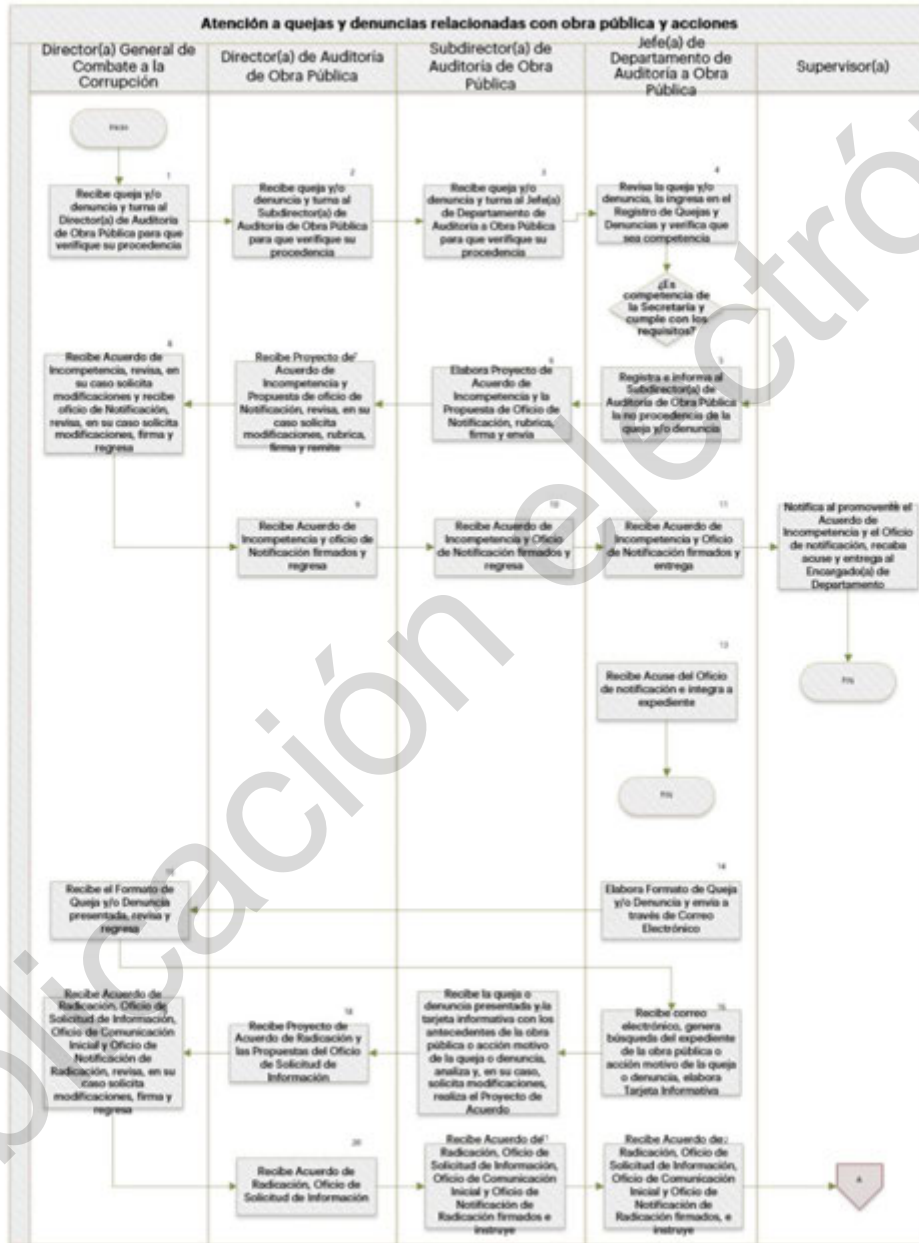 Atención a quejas y denuncias relacionadas con obra pública y acciones
Director(a) General de
Combate a la
Corrupción
Director(a) de Auditoría
de Obra Pública
Subdirector(a) de
Auditoría de Obra
Pública
Jefe(a) de
Departamento de
Auditoría a Obra
Pública
Supervisor(a)
Inicio
1
Recibe queja y/o
denuncia y turna al
Director(a) de Auditoría
de Obra Pública para que
verifique su procedencia
2
Recibe queja y/o
denuncia y turna al
Subdirector(a) de
Auditoría de Obra Pública
para que verifique su
procedencia
3
Recibe queja y/o
denuncia y turna al Jefe(a)
de Departamento de
Auditoría a Obra Pública
para que verifique su
procedencia
4
Revisa la queja y/o
denuncia, la ingresa en el
Registro de Quejas y
Denuncias y verifica que
sea competencia
¿Es
competencia de
la Secretaría y
cumple con los
requisitos?
5
Registra e informa al
Subdirector(a) de
Auditoría de Obra Pública
la no procedencia de la
queja y/o denuncia
6
Elabora Proyecto de
Acuerdo de
Incompetencia y la
Propuesta de Oficio de
Notificación, rubrica,
firma y envía
7
Recibe Proyecto de
Acuerdo de
Incompetencia y
Propuesta de oficio de
Notificación, revisa, en su
caso solicita
modificaciones, rubrica,
firma y remite
8
Recibe Acuerdo de
Incompetencia, revisa, en
su caso solicita
modificaciones y recibe
oficio de Notificación,
revisa, en su caso solicita
modificaciones, firma y
regresa
9
Recibe Acuerdo de
Incompetencia y oficio de
Notificación firmados y
regresa
10
Recibe Acuerdo de
Incompetencia y Oficio
de Notificación firmados y
regresa
11
Recibe Acuerdo de
Incompetencia y Oficio
de Notificación firmados y
entrega
Notifica al promovente el
Acuerdo de
Incompetencia y el Oficio
de notificación, recaba
acuse y entrega al
Encargado(a) de
Departamento
Fin
13
Recibe Acuse del Oficio
de notificación e integra a
expediente
Fin
14
Elabora Formato de Queja
y/o Denuncia y envía a
través de Correo
Electrónico
15
Recibe el Formato de
Queja y/o Denuncia
presentada, revisa y
regresa
16
Recibe correo
electrónico, genera
búsqueda del expediente
de la obra pública o
acción motivo de la queja
o denuncia, elabora
Tarjeta Informativa
Recibe la queja o
denuncia presentada y la
tarjeta informativa con los
antecedentes de la obra
pública o acción motivo de
la queja o denuncia,
analiza y, en su caso,
solicita modificaciones,
realiza el Proyecto de
Acuerdo
18
Recibe Proyecto de
Acuerdo de Radicación y
las Propuestas del Oficio
de Solicitud de
Información
Recibe Acuerdo de
Radicación, Oficio de
Solicitud de Información,
Oficio de Comunicación
Inicial y Oficio de
Notificación de
Radicación, revisa, en su
caso solicita
modificaciones, firma y
regresa
20
Recibe Acuerdo de
Radicación, Oficio de
Solicitud de Información
Recibe Acuerdo de
Radicación, Oficio de
Solicitud de Información,
Oficio de Comunicación
Inicial y Oficio de
Notificación de
Radicación firmados e
instruye
Recibe Acuerdo de
Radicación, Oficio de
Solicitud de Información,
Oficio de Comunicación
Inicial y Oficio de
Notificación de
Radicación firmados, e
instruye
A
plicación electró